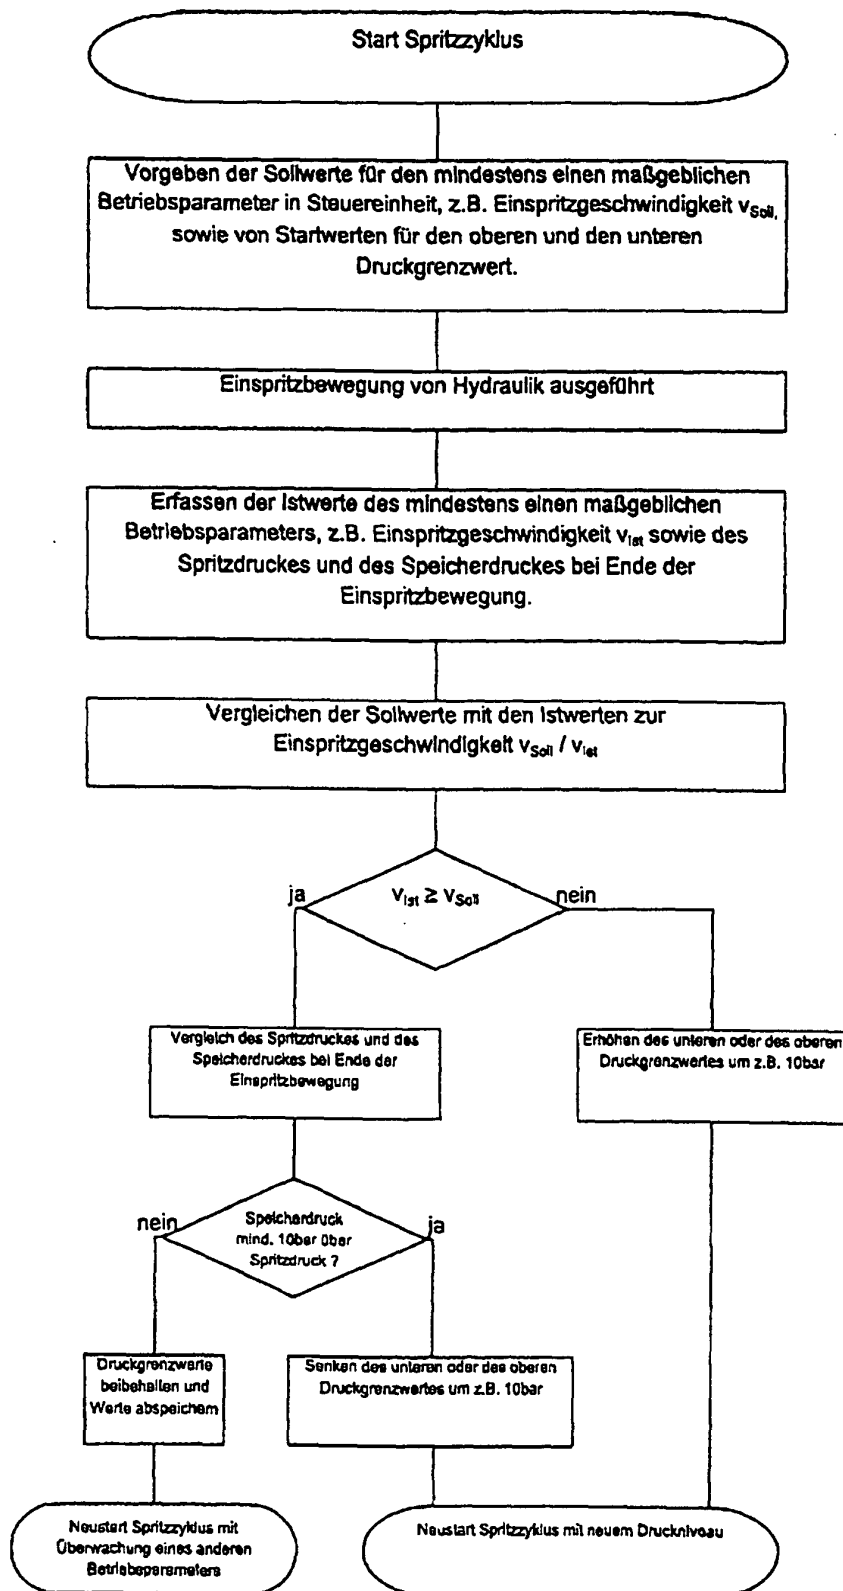 Start Spritzzyklus
Vorgeben der Sollwerte für den mindestens einen maßgeblichen
Betriebsparameter in Steuereinheit, z.B. Einspritzgeschwindigkeit vSoll,
sowie von Startwerten für den oberen und den unteren
Druckgrenzwert.
Einspritzbewegung von Hydraulik ausgeführt
Erfassen der Istwerte des mindestens einen maßgeblichen
Betriebsparameters, z.B. Einspritzgeschwindigkeit vIst sowie des
Spritzdruckes und des Speicherdruckes bei Ende der
Einspritzbewegung.
Vergleichen der Sollwerte mit den Istwerten zur
Einspritzgeschwindigkeit vSoll / vIst
ja
vIst ≥ vSoll
nein
Vergleich des Spritzdruckes und des
Speicherdruckes bei Ende der
Einspritzbewegung
Erhöhen des unteren oder des oberen
Druckgrenzwertes um z.B. 10bar
nein
Speicherdruck
mind. 10bar über
Spritzdruck ?
ja
Druckgrenzwerte
beibehalten und
Werte abspeichern
Senken des unteren oder des oberen
Druckgrenzwertes um z.B. 10bar
Neustart Spritzzyklus mit
Überwachung eines anderen
Betriebsparameters
Neustart Spritzzyklus mit neuem Druckniveau